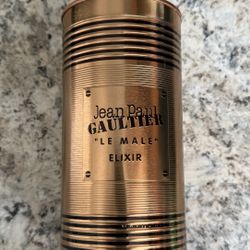 Jean Paul
GAULTIER
"LE MALE"
ELIXIR